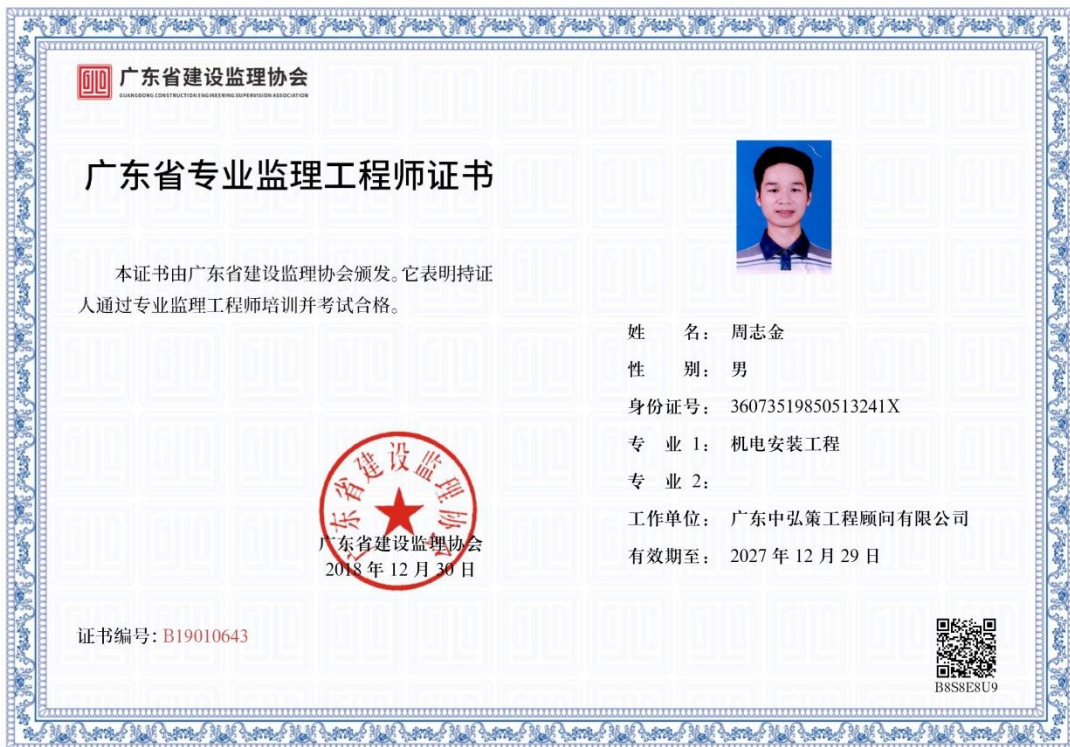 广东省建设监理协会
GUANGDONG CONSTRUCTION ENGINEERING SUPERVISION ASSOCIATION
广东省专业监理工程师证书
本证书由广东省建设监理协会颁发。它表明持证
人通过专业监理工程师培训并考试合格。
姓 名： 周志金
性 别： 男
身份证号： 36073519850513241X
专 业 1： 机电安装工程
专 业 2：
工作单位： 广东中弘策工程顾问有限公司
有效期至： 2027 年 12 月 29 日
广东省建设监理协会
广东省建设监理协会
2018 年 12 月 30 日
证书编号：B19010643
B8S8E8U9